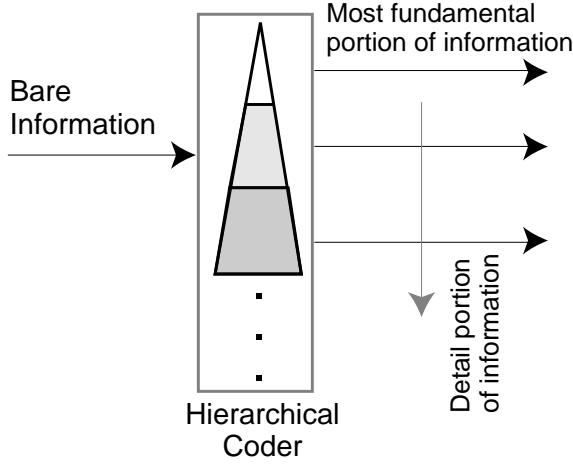 Most fundamental
portion of information
Bare
Information
Detail portion
of information
Hierarchical
Coder